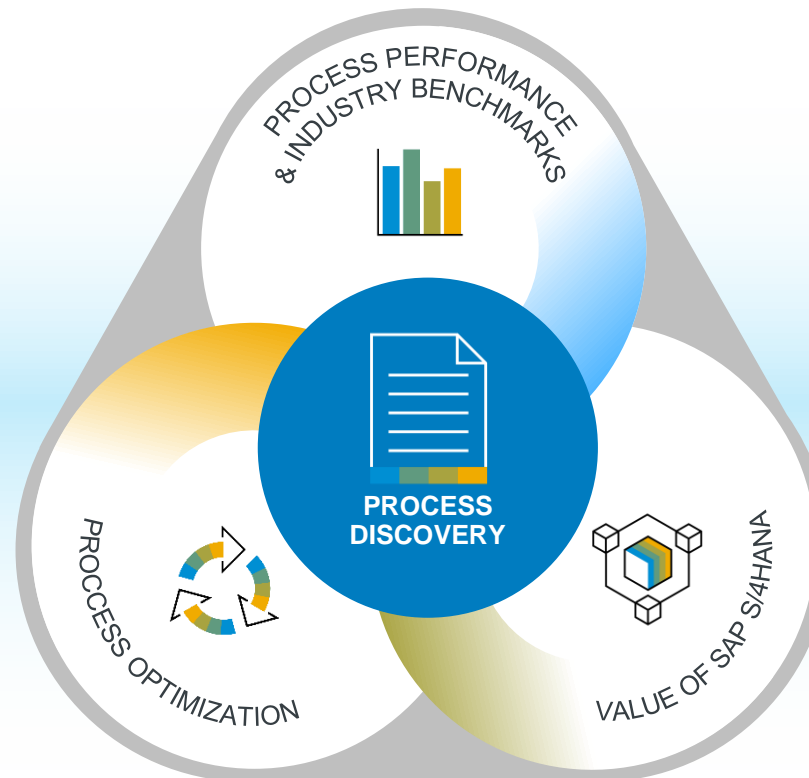 PROCESS PERFORMANCE
& INDUSTRY BENCHMARKS
PROCESS
DISCOVERY
PROCCESS OPTIMIZATION
VALUE OF SAP S/4HANA